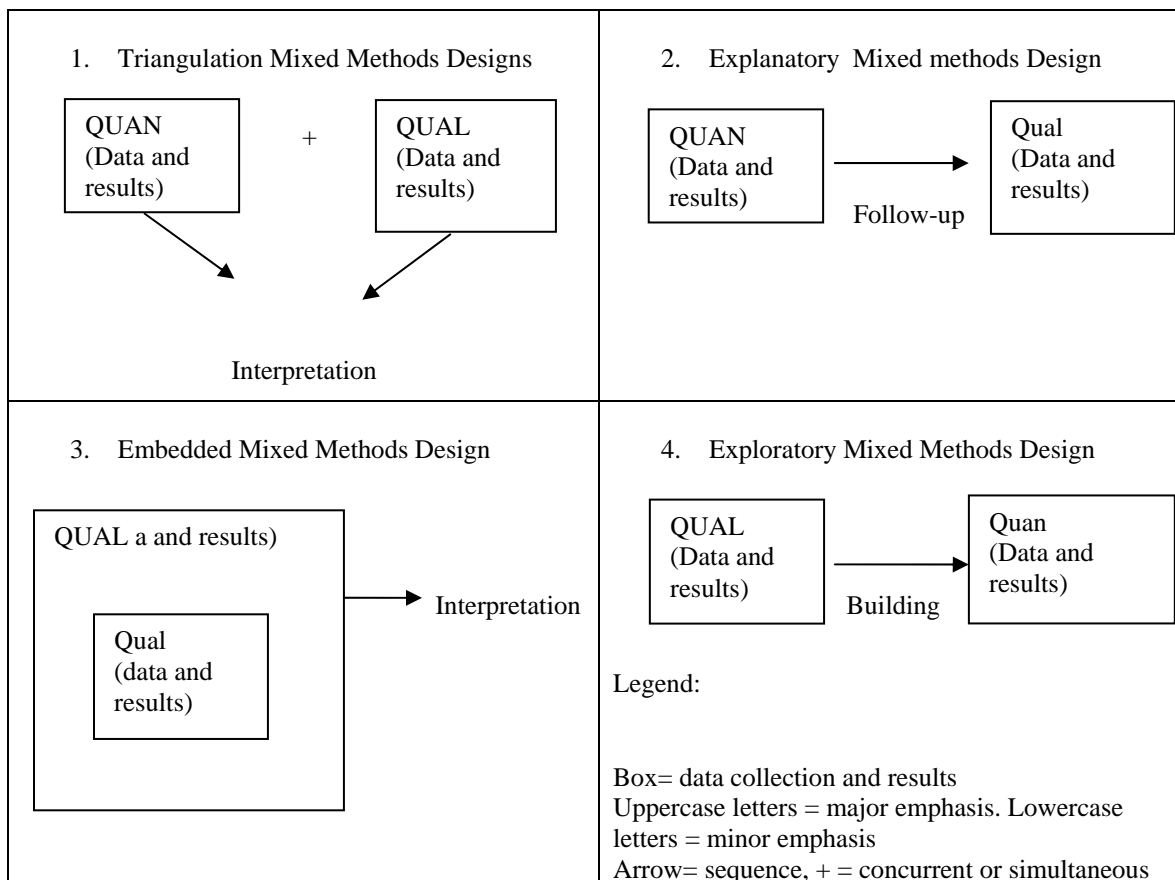 1. Triangulation Mixed Methods Designs
QUAN
(Data and
results)
+
QUAL
(Data and
results)
Interpretation
2. Explanatory Mixed methods Design
QUAN
(Data and
results)
Follow-up
Qual
(Data and
results)
3. Embedded Mixed Methods Design
QUAL a and results)
Qual
(data and
results)
Interpretation
4. Exploratory Mixed Methods Design
QUAL
(Data and
results)
Building
Quan
(Data and
results)
Legend:
Box= data collection and results
Uppercase letters = major emphasis. Lowercase
letters = minor emphasis
Arrow= sequence, + = concurrent or simultaneous